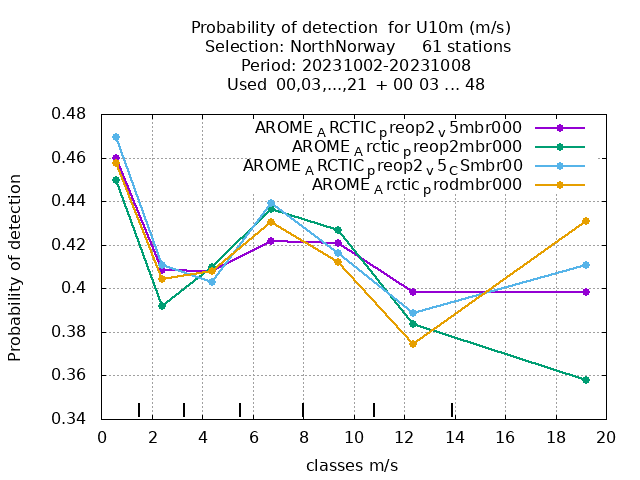 Probability of detection for U10m (m/s)
Selection: NorthNorway 61 stations
Period: 20231002-20231008
Used 00,03,...,21 + 00 03 ... 48
AROME_ARCTIC_preop2_v5mbr000
AROME_Arctic_preop2mbr000
AROME_ARCTIC_preop2_v5_CSmbr00
AROME_Arctic_prodmbr000
Probability of detection
0.48
0.46
0.44
0.42
0.4
0.38
0.36
0.34
0 2 4 6 8 10 12 14 16 18 20
classes m/s